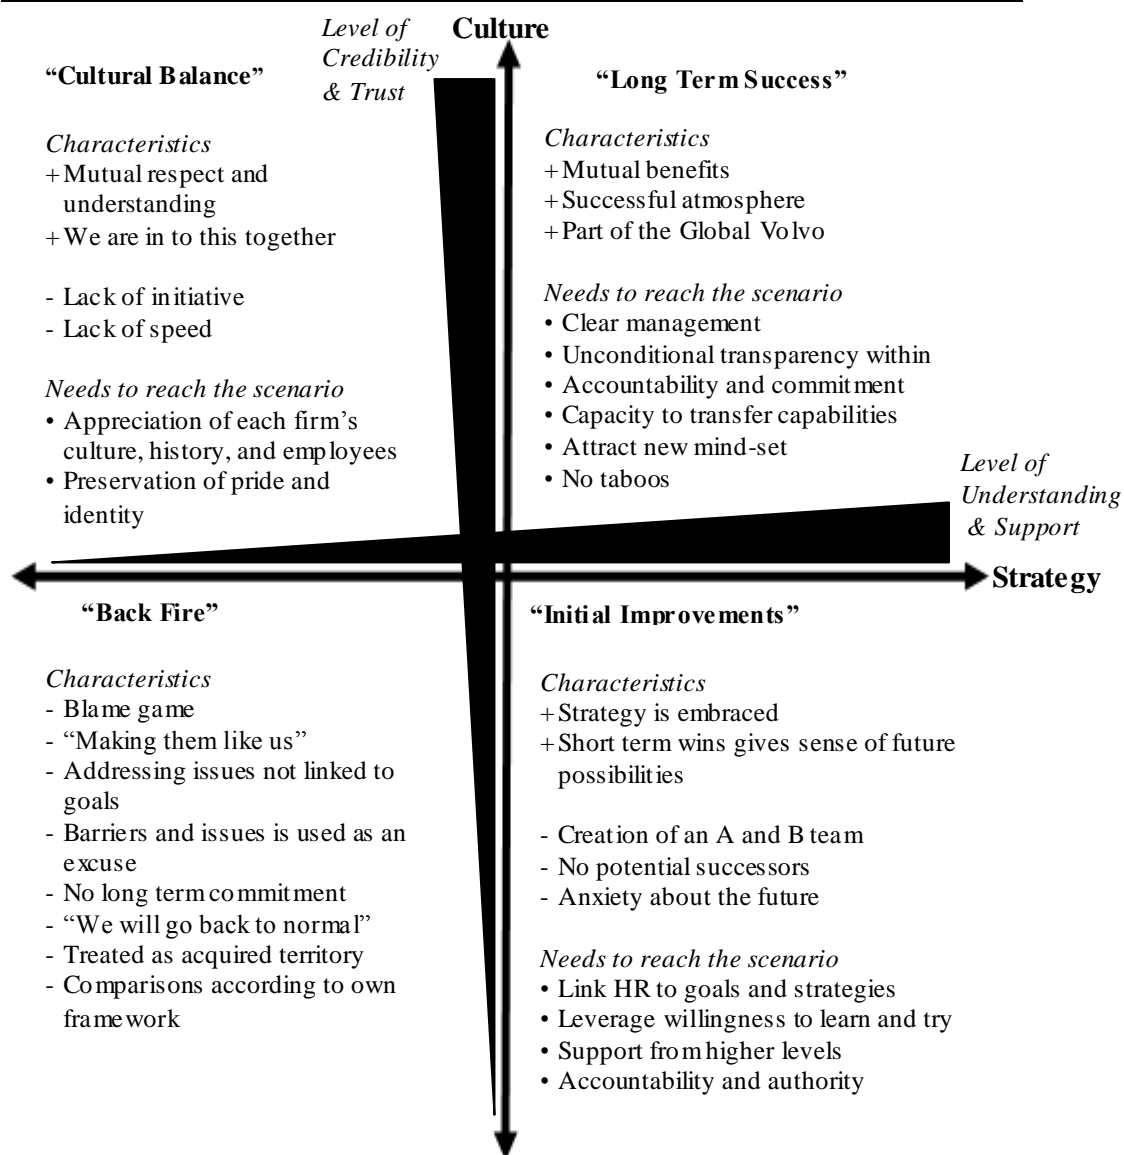 Level of
Credibility
& Trust
Culture
“Cultural Balance”
Characteristics
+ Mutual respect and
understanding
+ We are in to this together
- Lack of initiative
- Lack of speed
Needs to reach the scenario
• Appreciation of each firm’s
culture, history, and employees
• Preservation of pride and
identity
“Long Term Success”
Characteristics
+ Mutual benefits
+ Successful atmosphere
+ Part of the Global Volvo
Needs to reach the scenario
• Clear management
• Unconditional transparency within
• Accountability and commitment
• Capacity to transfer capabilities
• Attract new mind-set
• No taboos
Level of
Understanding
& Support
Strategy
“Back Fire”
Characteristics
- Blame game
- “Making them like us”
- Addressing issues not linked to
goals
- Barriers and issues is used as an
excuse
- No long term commitment
- “We will go back to normal”
- Treated as acquired territory
- Comparisons according to own
framework
“Initial Improvements”
Characteristics
+ Strategy is embraced
+ Short term wins gives sense of future
possibilities
- Creation of an A and B team
- No potential successors
- Anxiety about the future
Needs to reach the scenario
• Link HR to goals and strategies
• Leverage willingness to learn and try
• Support from higher levels
• Accountability and authority